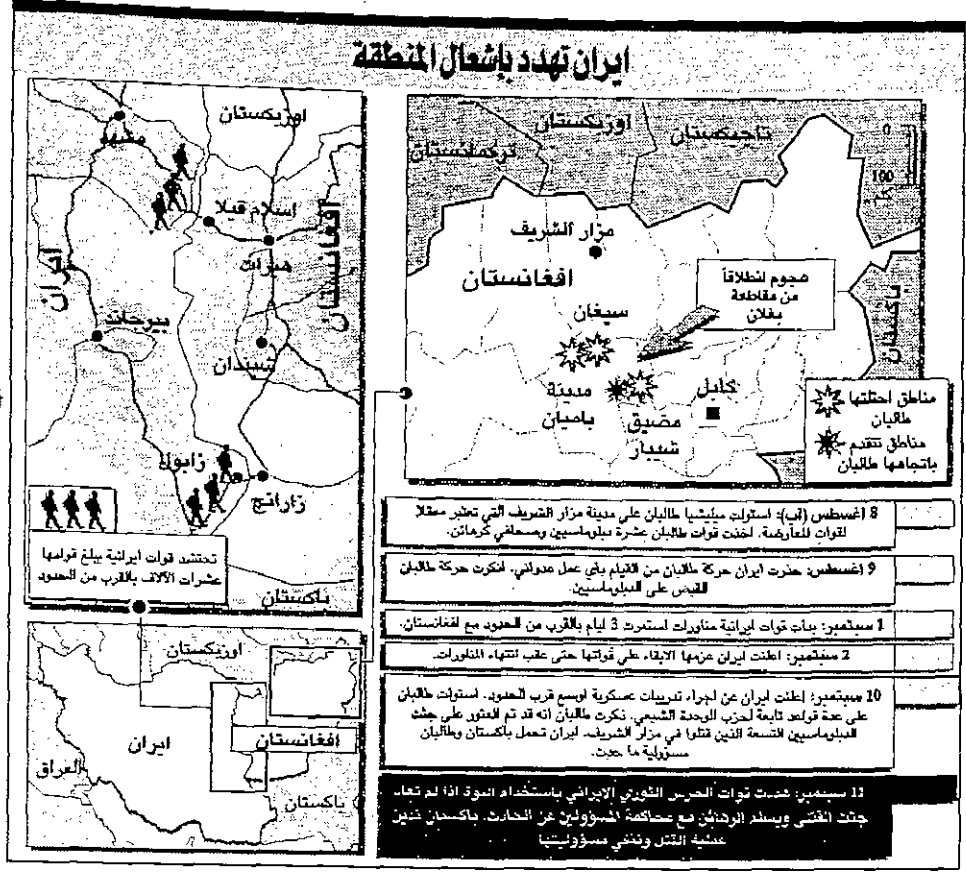 ايران تهدد بإشعال المنطقة
اوزبكستان
مشهد
اسلام قبلا
هيرات
افغانستان
ايران
بيرجاند
شيندان
زابول
زارانج
تحتشد قوات ايرانية يبلغ قوامها
عشرات الآلاف بالقرب من الحدود
باكستان
اوزبكستان
تاجيكستان
تركمانستان
0
100
كلم
مزار الشريف
افغانستان
هجوم انطلاقاً
من مقاطعة
بغلان
باكستان
سيغان
مدينة
باميان
مضيق
شيبار
كابل
مناطق احتلتها
طالبان
مناطق تتقدم
باتجاهها طالبان
8 اغسطس (آب): استولت ميليشيا طالبان على مدينة مزار الشريف التي تعتبر معقلا
لقوات المعارضة. اخذت قوات طالبان عشرة دبلوماسيين وصحافي كرهائن.
9 اغسطس: حذرت ايران حركة طالبان من القيام بأي عمل عدواني. انكرت حركة طالبان
القبض على الدبلوماسيين.
1 سبتمبر: بدأت قوات ايرانية مناورات استمرت 3 ايام بالقرب من الحدود مع افغانستان.
2 سبتمبر: اعلنت ايران عزمها الابقاء على قواتها حتى عقب انتهاء المناورات.
10 سبتمبر: اعلنت ايران عن اجراء تدريبات عسكرية اوسع قرب الحدود. استولت طالبان
على عدة قواعد تابعة لحزب الوحدة الشيعي. ذكرت طالبان انه قد تم العثور على جثث
الدبلوماسيين التسعة الذين قتلوا في مزار الشريف. ايران تحمل باكستان وطالبان
مسؤولية ما حدث.
11 سبتمبر: هددت قوات الحرس الثوري الايراني باستخدام القوة اذا لم تعاد
جثث القتلى ويسلم الرهائن مع محاكمة المسؤولين عن الحادث. باكستان تدين
عملية القتل وتنفي مسؤوليتها
اوزبكستان
ايران
افغانستان
العراق
باكستان